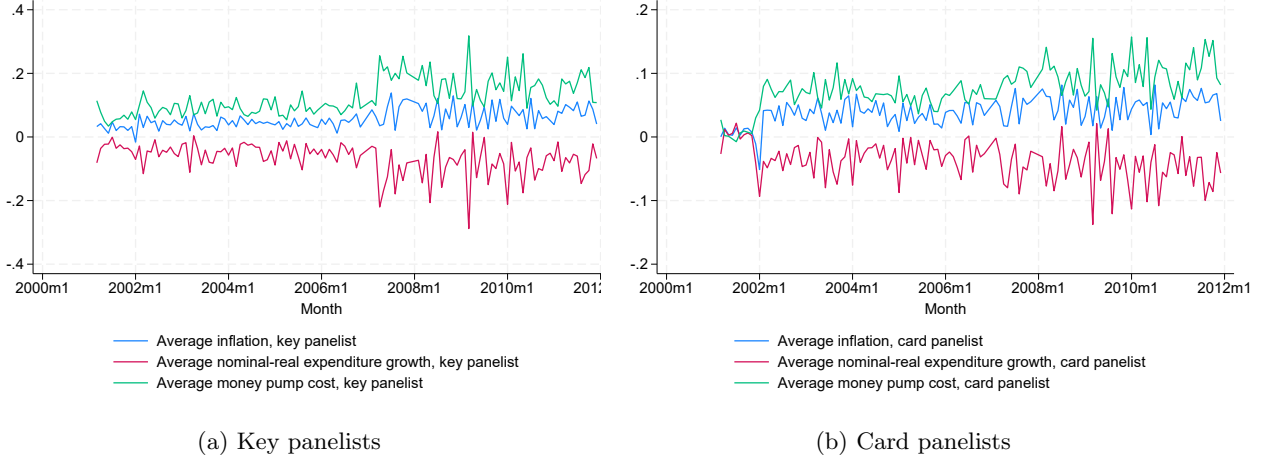 .4
.2
0
-.2
-.4
2000m1 2002m1 2004m1 2006m1 2008m1 2010m1 2012
Month
Average inflation, key panelist
Average nominal-real expenditure growth, key panelist
Average money pump cost, key panelist
(a) Key panelists
.2
.1
0
-.1
-.2
2000m1 2002m1 2004m1 2006m1 2008m1 2010m1 2012m1
Month
Average inflation, card panelist
Average nominal-real expenditure growth, card panelist
Average money pump cost, card panelist
(b) Card panelists